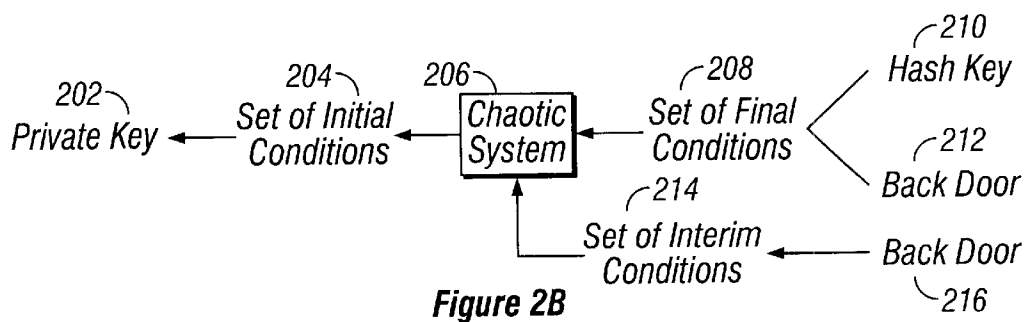 210
Hash Key
202
Private Key
204
Set of Initial
Conditions
206
Chaotic
System
208
Set of Final
Conditions
212
Back Door
214
Set of Interim
Conditions
Back Door
216
Figure 2B